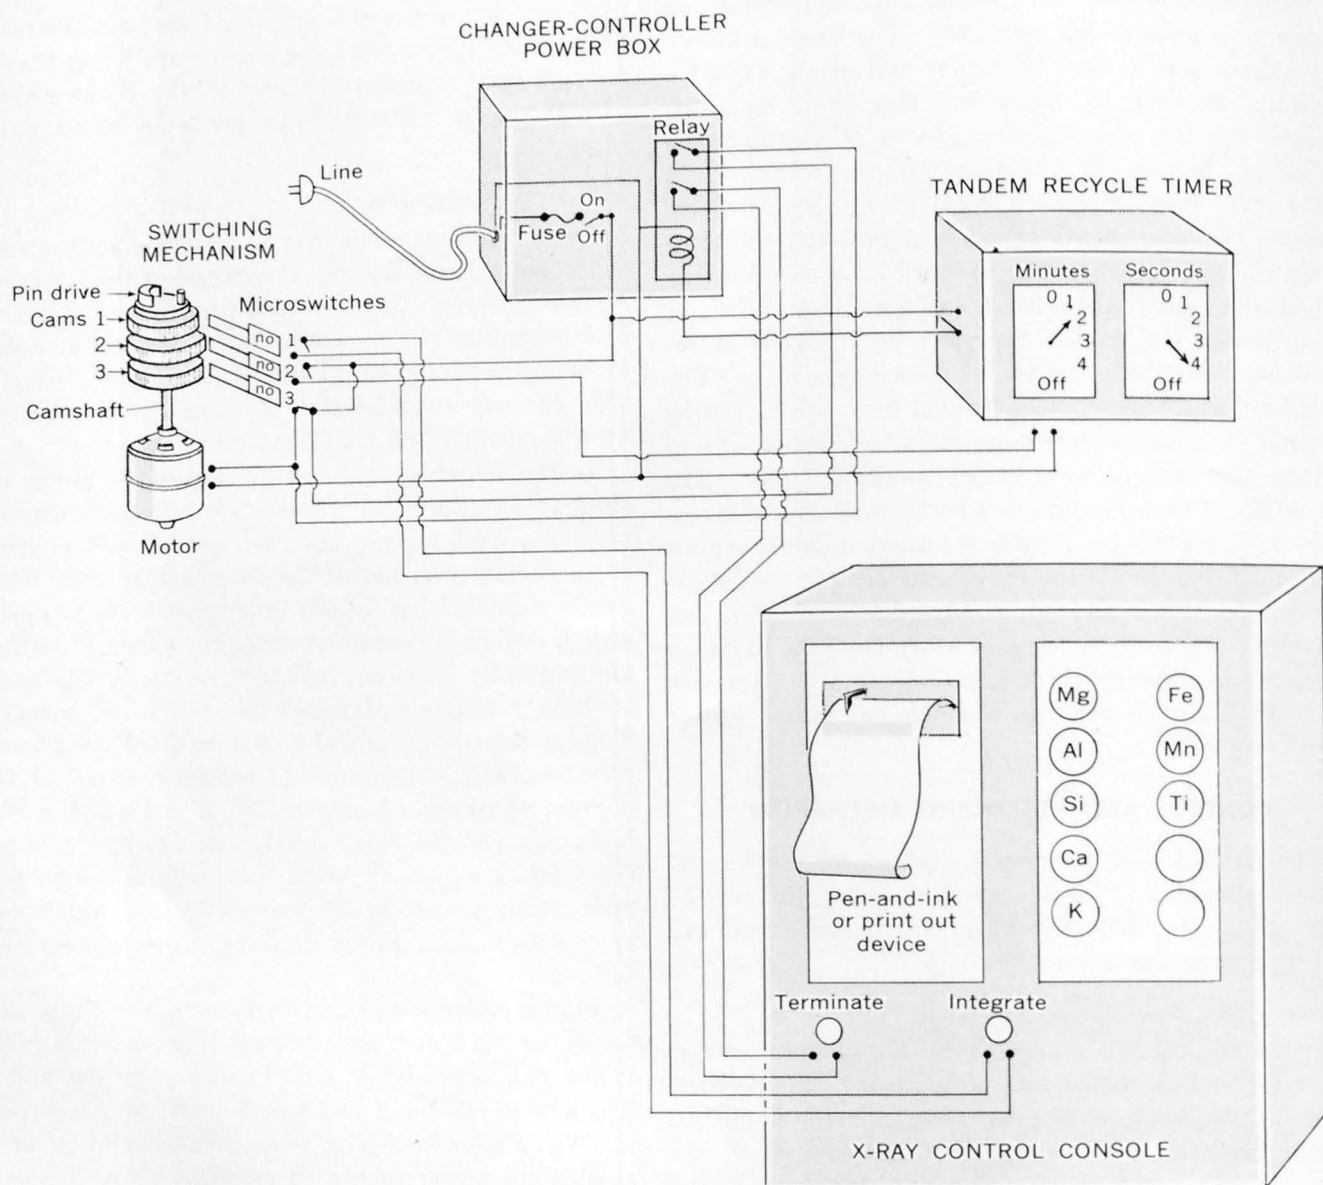 CHANGER-CONTROLLER
POWER BOX
Relay
Line
On
Fuse
Off
TANDEM RECYCLE TIMER
Minutes
Seconds
0 1
2
3
4
Off
0 1
2
3
4
Off
SWITCHING
MECHANISM
Pin drive
Microswitches
Cams 1
no
1
2
no
2
3
no
3
Camshaft
Motor
Mg
Fe
Al
Mn
Si
Ti
Ca
K
Pen-and-ink
or print out
device
Terminate
Integrate
X-RAY CONTROL CONSOLE